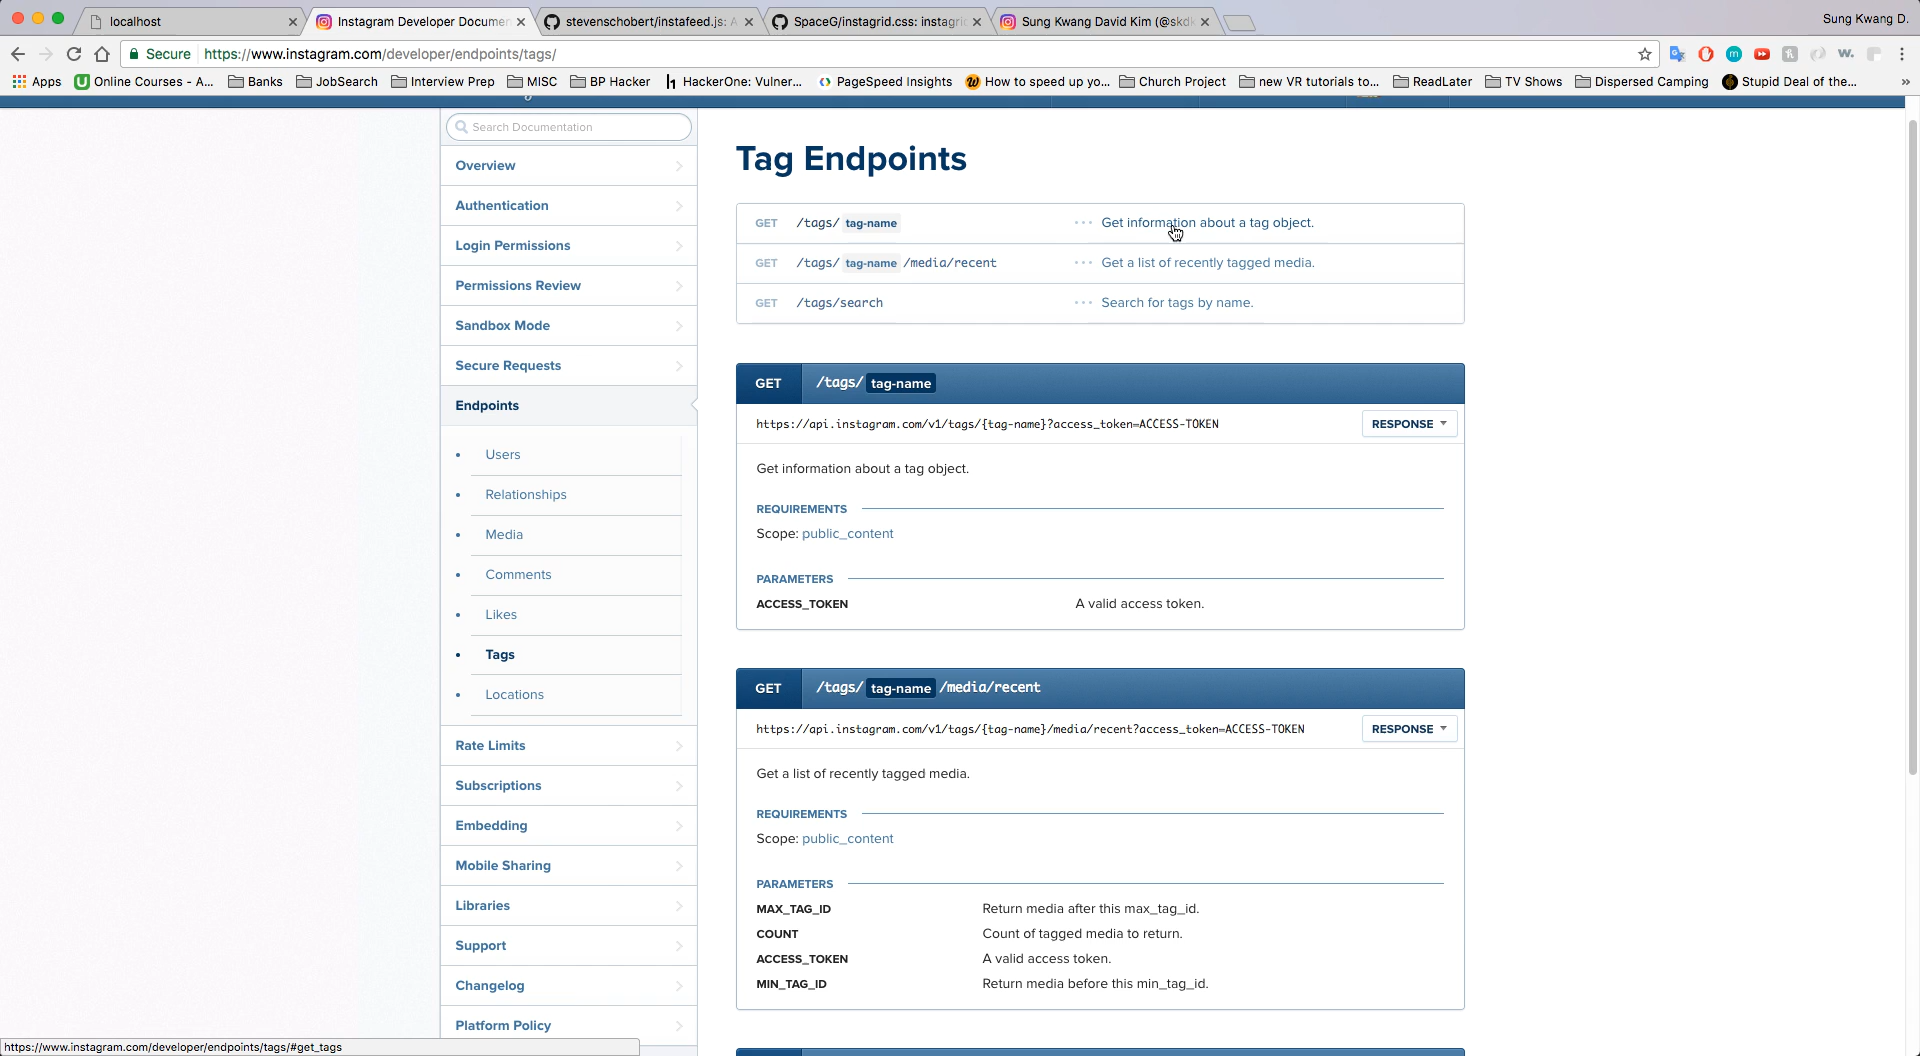 localhost
Instagram Developer Documen
stevenschobert/instafeed.js: A
SpaceG/instagrid.css: instagri
Sung Kwang David Kim (@skdk
Sung Kwang D.
Secure
https://www.instagram.com/developer/endpoints/tags/
Apps
Online Courses - A...
Banks
JobSearch
Interview Prep
MISC
BP Hacker
HackerOne: Vulner...
PageSpeed Insights
How to speed up yo...
Church Project
new VR tutorials to...
ReadLater
TV Shows
Dispersed Camping
Stupid Deal of the...
»
Search Documentation
Overview
Authentication
Login Permissions
Permissions Review
Sandbox Mode
Secure Requests
Endpoints
• Users
• Relationships
• Media
• Comments
• Likes
• Tags
• Locations
Rate Limits
Subscriptions
Embedding
Mobile Sharing
Libraries
Support
Changelog
Platform Policy
Tag Endpoints
GET /tags/ tag-name ··· Get information about a tag object.
GET /tags/ tag-name /media/recent ··· Get a list of recently tagged media.
GET /tags/search ··· Search for tags by name.
GET /tags/ tag-name
https://api.instagram.com/v1/tags/{tag-name}?access_token=ACCESS-TOKEN RESPONSE
Get information about a tag object.
REQUIREMENTS
Scope: public_content
PARAMETERS
ACCESS_TOKEN A valid access token.
GET /tags/ tag-name /media/recent
https://api.instagram.com/v1/tags/{tag-name}/media/recent?access_token=ACCESS-TOKEN RESPONSE
Get a list of recently tagged media.
REQUIREMENTS
Scope: public_content
PARAMETERS
MAX_TAG_ID Return media after this max_tag_id.
COUNT Count of tagged media to return.
ACCESS_TOKEN A valid access token.
MIN_TAG_ID Return media before this min_tag_id.
https://www.instagram.com/developer/endpoints/tags/#get_tags